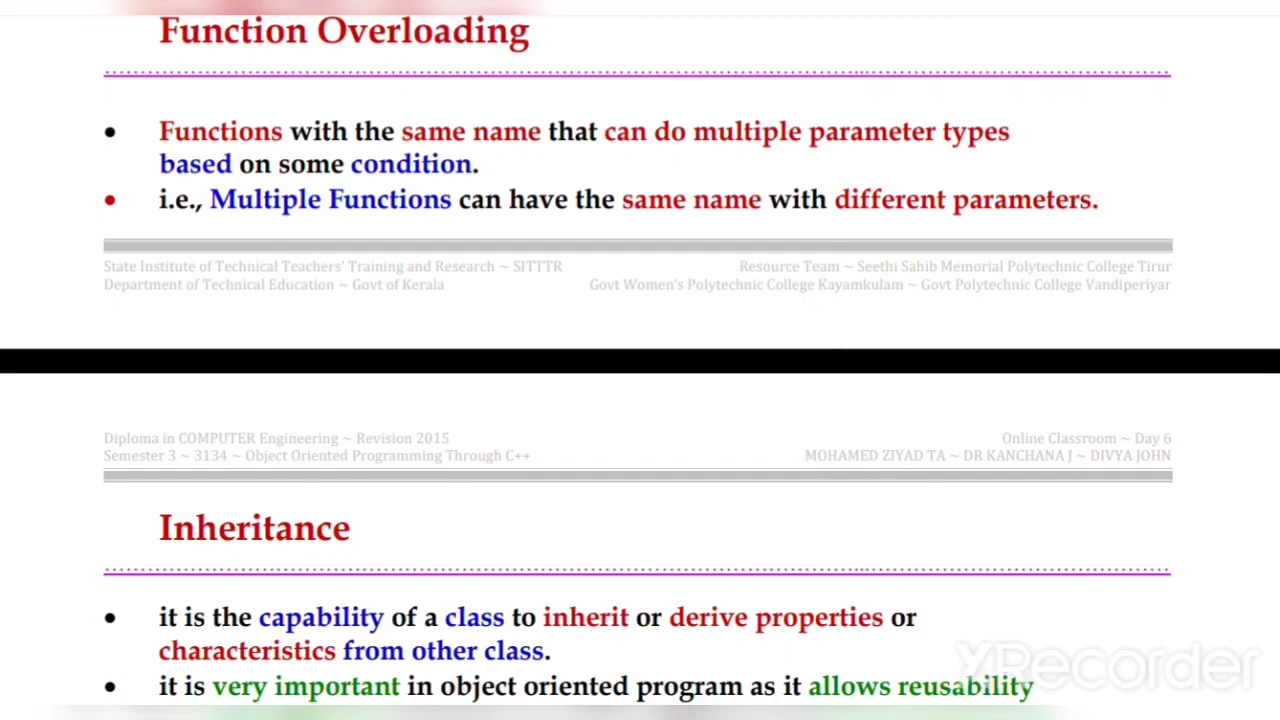 Function Overloading
• Functions with the same name that can do multiple parameter types
based on some condition.
• i.e., Multiple Functions can have the same name with different parameters.
State Institute of Technical Teachers' Training and Research ~ SITTTR
Department of Technical Education ~ Govt of Kerala
Resource Team ~ Seethi Sahib Memorial Polytechnic College Tirur
Govt Women's Polytechnic College Kayamkulam ~ Govt Polytechnic College Vandiperiyar
Diploma in COMPUTER Engineering ~ Revision 2015
Semester 3 ~ 3134 ~ Object Oriented Programming Through C++
Online Classroom ~ Day 6
MOHAMED ZIYAD TA ~ DR KANCHANA J ~ DIVYA JOHN
Inheritance
• it is the capability of a class to inherit or derive properties or
characteristics from other class.
• it is very important in object oriented program as it allows reusability
XRecorder